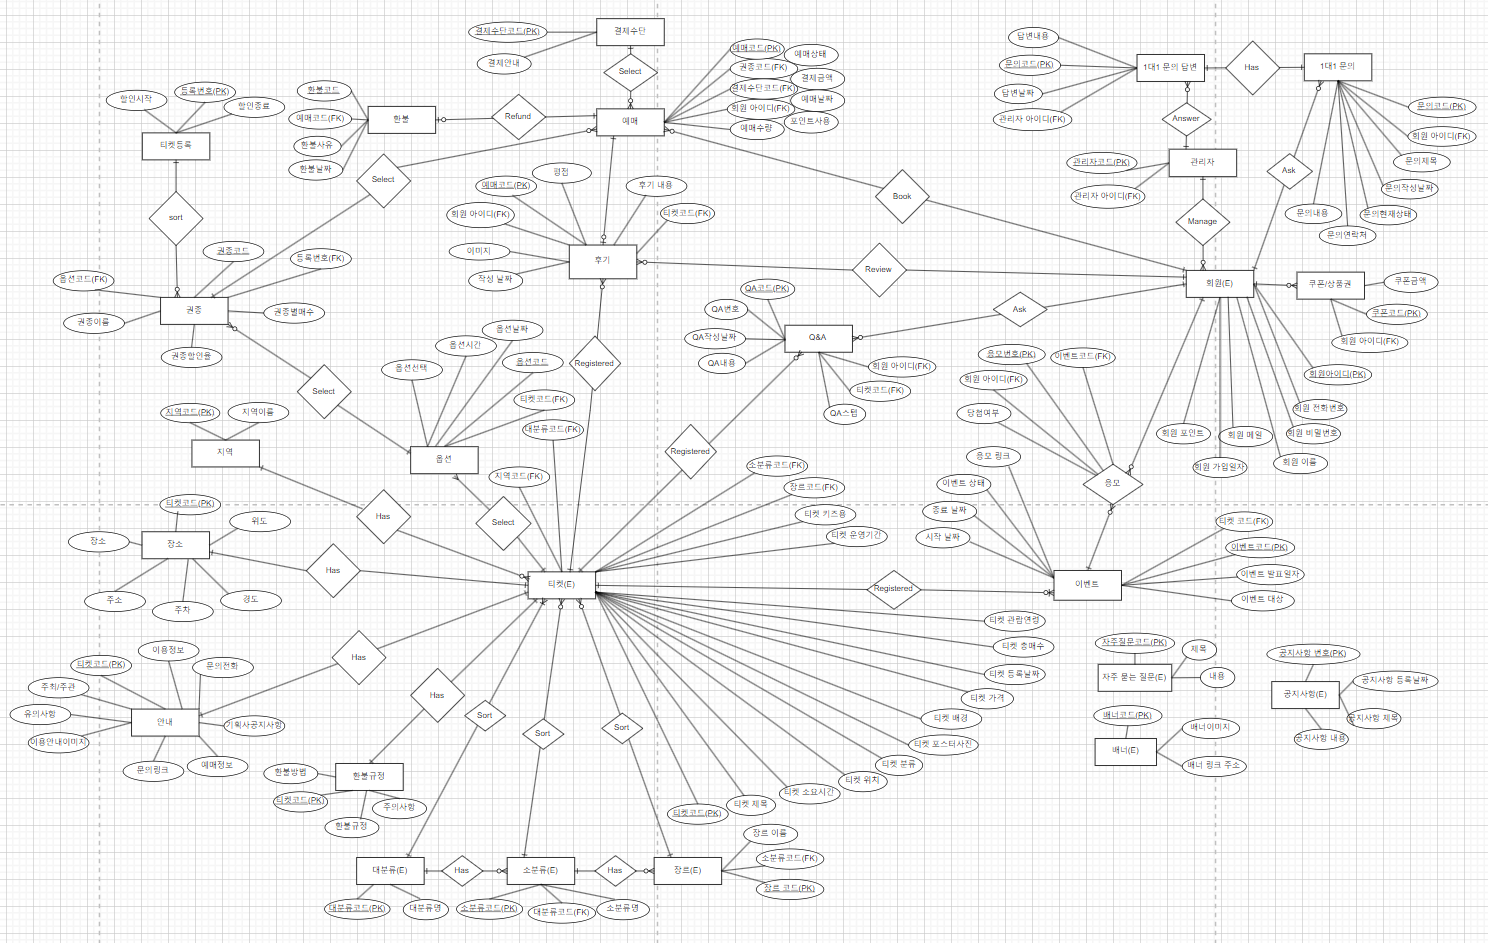 결제수단코드(PK)
결제수단
결제안내
Select
예매코드(PK)
예매상태
권종코드(FK)
결제금액
결제수단코드(FK)
예매날짜
회원 아이디(FK)
포인트사용
예매수량
예매
답변내용
문의코드(PK)
답변날짜
관리자 아이디(FK)
1대1 문의 답변
Has
1대1 문의
Answer
문의코드(PK)
회원 아이디(FK)
문의제목
문의작성날짜
문의현재상태
문의연락처
문의내용
Ask
관리자코드(PK)
관리자
관리자 아이디(FK)
Manage
할인시작
등록번호(PK)
할인종료
티켓등록
sort
환불코드
예매코드(FK)
환불사유
환불날짜
환불
Refund
Select
Book
평점
예매코드(PK)
후기 내용
회원 아이디(FK)
티켓코드(FK)
이미지
작성 날짜
후기
Review
회원(E)
쿠폰/상품권
쿠폰금액
쿠폰코드(PK)
회원 아이디(FK)
권종코드
등록번호(FK)
옵션코드(FK)
권종
권종별매수
권종이름
권종할인율
QA코드(PK)
QA번호
QA작성날짜
QA내용
Q&A
Ask
회원 아이디(FK)
티켓코드(FK)
QA스텝
옵션날짜
옵션시간
옵션선택
옵션코드
티켓코드(FK)
대분류코드(FK)
Registered
Select
옵션
응모번호(PK)
이벤트코드(FK)
회원 아이디(FK)
당첨여부
응모
회원아이디(PK)
회원 전화번호
회원 비밀번호
회원 이름
회원 메일
회원 포인트
회원 가입일자
지역코드(PK)
지역이름
지역
Has
지역코드(FK)
Select
Registered
소분류코드(FK)
장르코드(FK)
티켓 키즈용
티켓 운영기간
응모 링크
이벤트 상태
종료 날짜
시작 날짜
티켓코드(PK)
위도
장소
장소
주소
주차
경도
Has
티켓(E)
Registered
이벤트
티켓 코드(FK)
이벤트코드(PK)
이벤트 발표일자
이벤트 대상
티켓 관람연령
티켓 총매수
티켓 등록날짜
티켓 가격
티켓 배경
티켓 포스터사진
티켓 분류
티켓 위치
티켓 소요시간
티켓 제목
티켓코드(PK)
이용정보
티켓코드(PK)
문의전화
주최/주관
유의사항
안내
기획사공지사항
이용안내이미지
문의링크
예매정보
Has
Has
Sort
Sort
Sort
자주질문코드(PK)
제목
자주 묻는 질문(E)
내용
배너코드(PK)
배너이미지
배너(E)
배너 링크 주소
공지사항 번호(PK)
공지사항(E)
공지사항 등록날짜
공지사항 제목
공지사항 내용
환불방법
환불규정
티켓코드(PK)
주의사항
환불규정
대분류(E)
Has
소분류(E)
Has
장르(E)
장르 이름
소분류코드(FK)
장르 코드(PK)
대분류코드(PK)
대분류명
소분류코드(PK)
대분류코드(FK)
소분류명